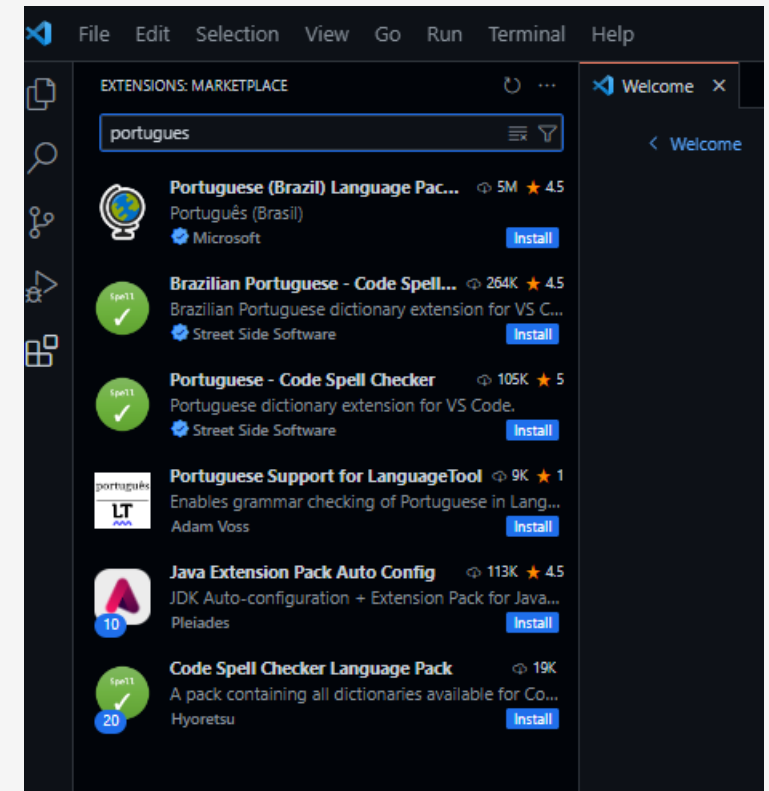 File Edit Selection View Go Run Terminal Help
EXTENSIONS: MARKETPLACE
Welcome
portugues
Welcome
Portuguese (Brazil) Language Pac... 5M ★ 4.5
Português (Brasil)
Microsoft Install
Brazilian Portuguese - Code Spell... 264K ★ 4.5
Brazilian Portuguese dictionary extension for VS C...
Street Side Software Install
Spell
Portuguese - Code Spell Checker 105K ★ 5
Portuguese dictionary extension for VS Code.
Street Side Software Install
Spell
Portuguese Support for LanguageTool 9K ★ 1
Enables grammar checking of Portuguese in Lang...
Adam Voss Install
português
LT
Java Extension Pack Auto Config 113K ★ 4.5
JDK Auto-configuration + Extension Pack for Java...
Pleiades Install
10
Code Spell Checker Language Pack 19K
A pack containing all dictionaries available for Co...
Hyoretsu Install
Spell
20